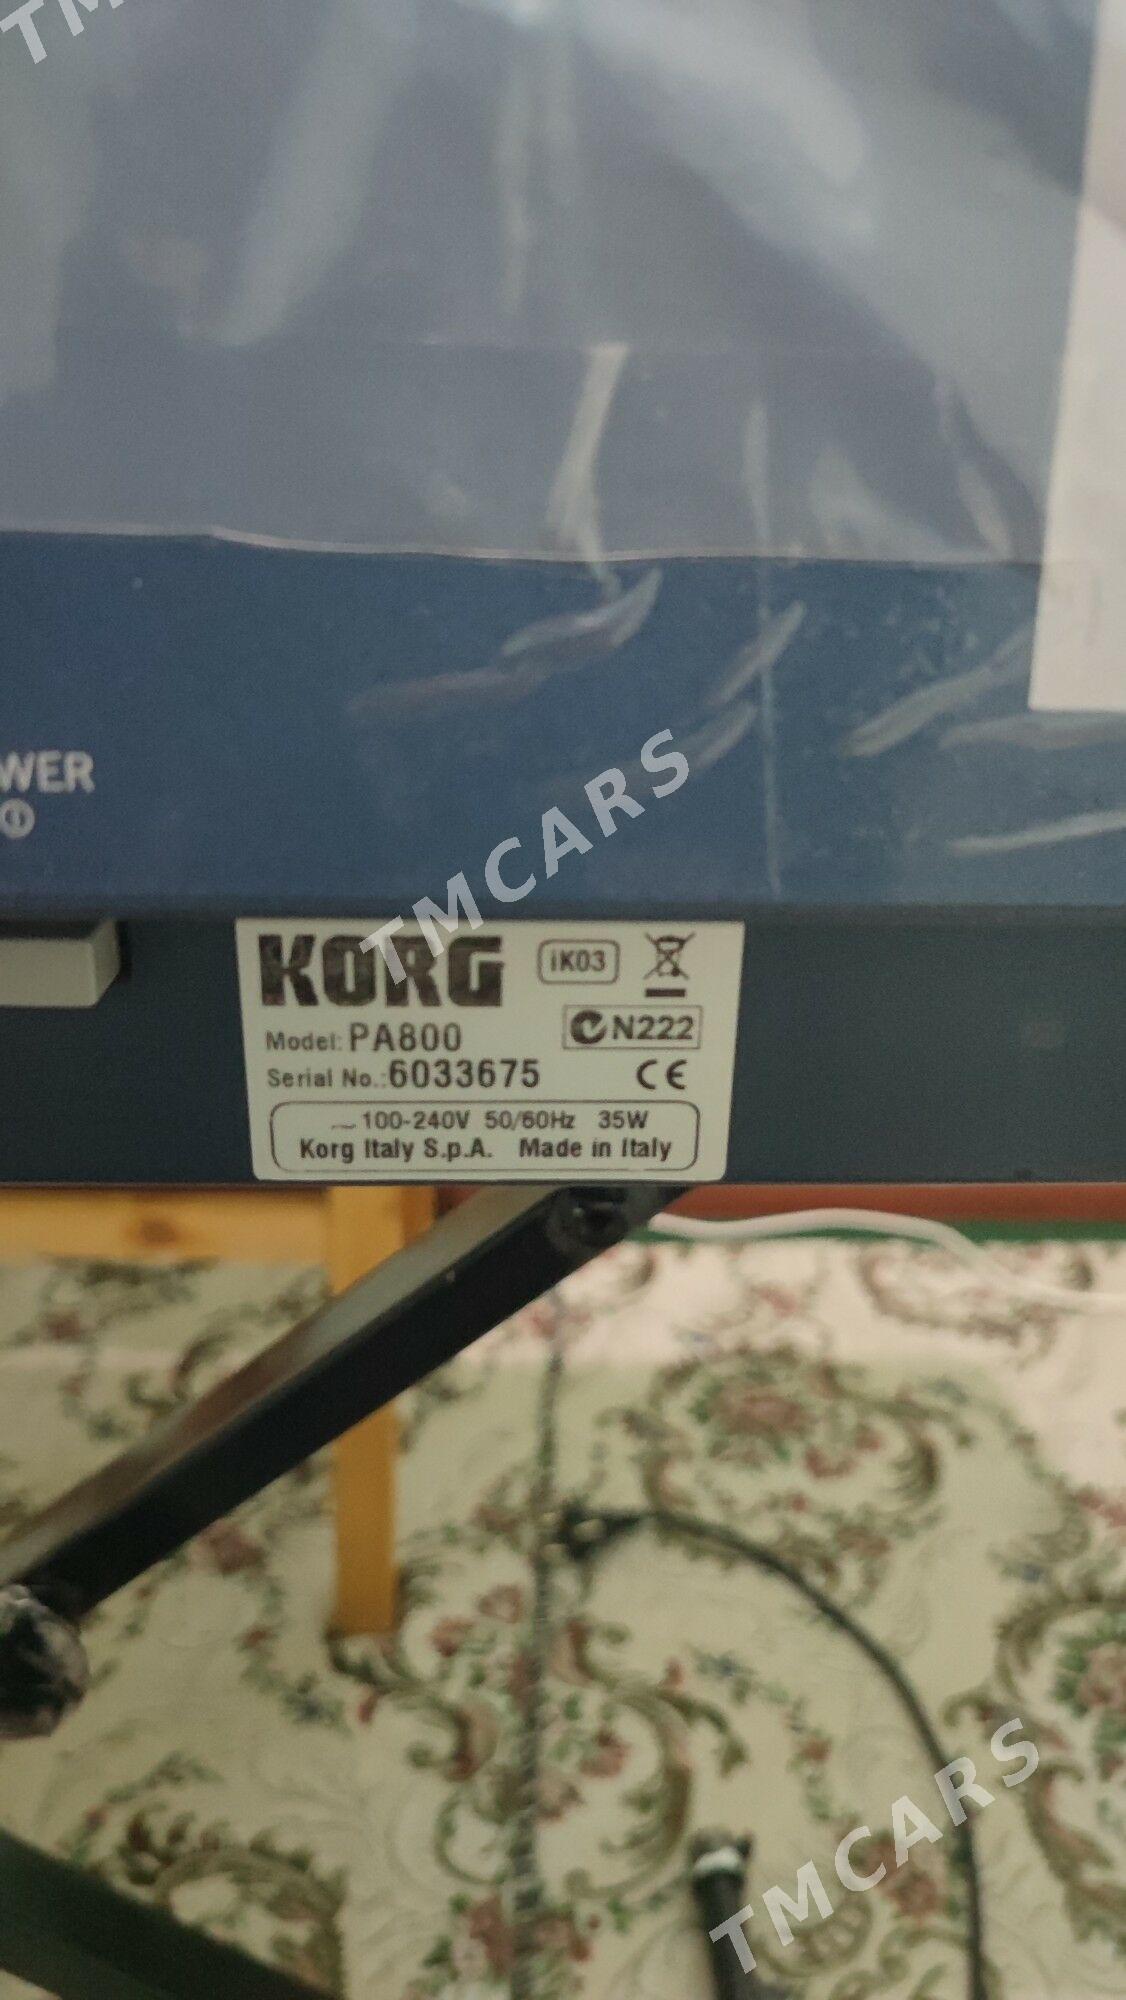 TM
WER
TMCARS
KORG iK03
Model: PA800 N222
Serial No.: 6033675 CE
~ 100-240V 50/60Hz 35W
Korg Italy S.p.A. Made in Italy
TMCARS